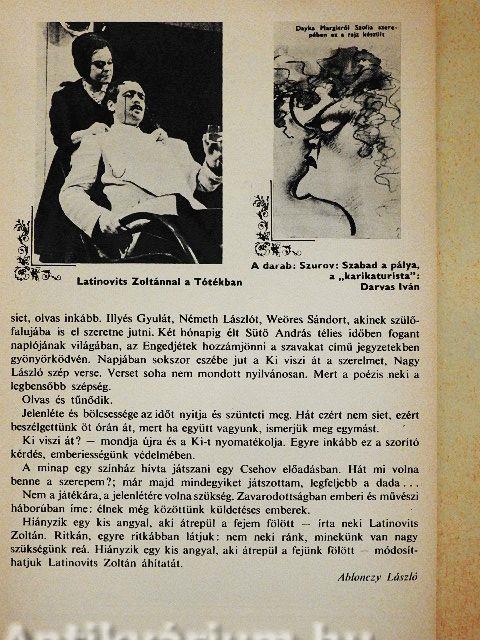 Dayka Margitról Szofia szere-
pében ez a rajz készült
Latinovits Zoltánnal a Tótékban
A darab: Szurov: Szabad a pálya,
a „karikaturista":
Darvas Iván
siet, olvas inkább. Illyés Gyulát, Németh Lászlót, Weöres Sándort, akinek szülő-
falujába is el szeretne jutni. Két hónapig élt Sütő András télies időben fogant
naplójának világában, az Engedjétek hozzámjönni a szavakat című jegyzetekben
gyönyörködvén. Napjában sokszor eszébe jut a Ki viszi át a szerelmet, Nagy
László szép verse. Verset soha nem mondott nyilvánosan. Mert a poézis neki a
legbensőbb szépség.
Olvas és tűnődik.
Jelenléte és bölcsessége az időt nyitja és szünteti meg. Hát ezért nem siet, ezért
beszélgettünk öt órán át, mert ha együtt vagyunk, ismerjük meg egymást.
Ki viszi át? — mondja újra és a Ki-t nyomatékolja. Egyre inkább ez a szorító
kérdés, emberiességünk védelmében.
A minap egy színház hívta játszani egy Csehov előadásban. Hát mi volna
benne a szerepem?; már majd mindegyiket játszottam, legfeljebb a dada . . .
Nem a játékára, a jelenlétére volna szükség. Zavarodottságban emberi és művészi
háborúban íme: élnek még közöttünk küldetéses emberek.
Hiányzik egy kis angyal, aki átrepül a fejem fölött — írta neki Latinovits
Zoltán. Ritkán, egyre ritkábban látjuk: nem neki ránk, minekünk van nagy
szükségünk reá. Hiányzik egy kis angyal, aki átrepül a fejünk fölött — módosít-
hatjuk Latinovits Zoltán áhítatát.
Ablonczy László
Antikvárium.hu